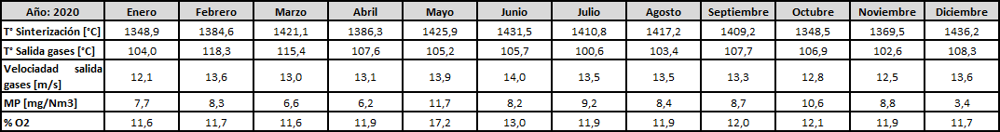 Año: 2020 Enero Febrero Marzo Abril Mayo Junio Julio Agosto Septiembre Octubre Noviembre Diciembre
T° Sinterización [°C] 1348,9 1384,6 1421,1 1386,3 1425,9 1431,5 1410,8 1417,2 1409,2 1348,5 1369,5 1436,2
T° Salida gases [°C] 104,0 118,3 115,4 107,6 105,2 105,7 100,6 103,4 107,7 106,9 102,6 108,3
Velociadad salida
gases [m/s] 12,1 13,6 13,0 13,1 13,9 14,0 13,5 13,5 13,3 12,8 12,5 13,6
MP [mg/Nm3] 7,7 8,3 6,6 6,2 11,7 8,2 9,2 8,4 8,7 10,6 8,8 3,4
% O2 11,6 11,7 11,6 11,9 17,2 13,0 11,9 11,9 12,0 12,1 11,9 11,7